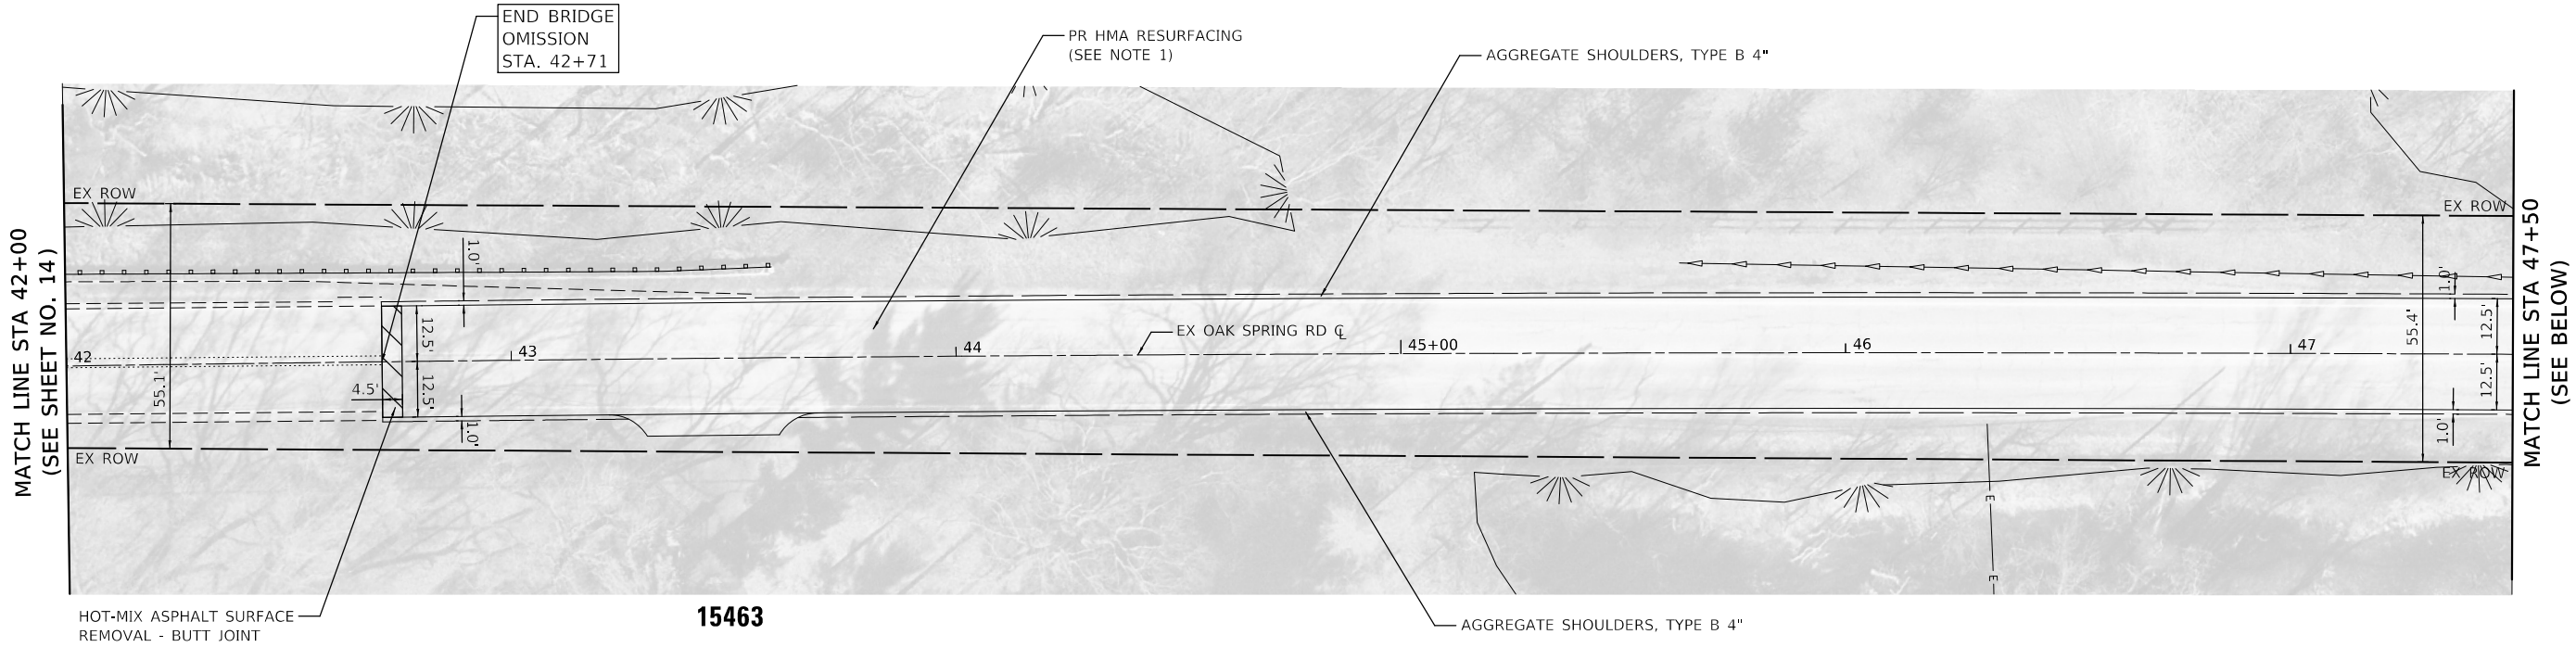 END BRIDGE
OMISSION
STA. 42+71
PR HMA RESURFACING
(SEE NOTE 1)
AGGREGATE SHOULDERS, TYPE B 4"
EX ROW
EX ROW
MATCH LINE STA 42+00
(SEE SHEET NO. 14)
MATCH LINE STA 47+50
(SEE BELOW)
1.0'
1.0'
12.5'
12.5'
55.4'
EX OAK SPRING RD ℄
42
43
44
45+00
46
47
55.1'
4.5'
12.5'
12.5'
1.0'
1.0'
EX ROW
EX ROW
E
E
HOT-MIX ASPHALT SURFACE
REMOVAL - BUTT JOINT
15463
AGGREGATE SHOULDERS, TYPE B 4"